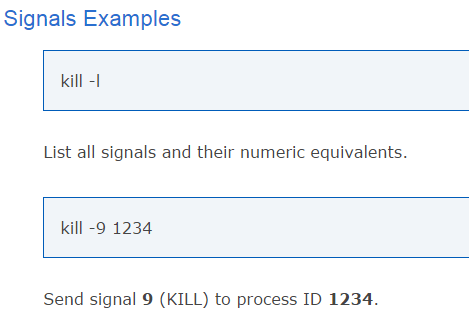 Signals Examples
kill -l
List all signals and their numeric equivalents.
kill -9 1234
Send signal 9 (KILL) to process ID 1234.